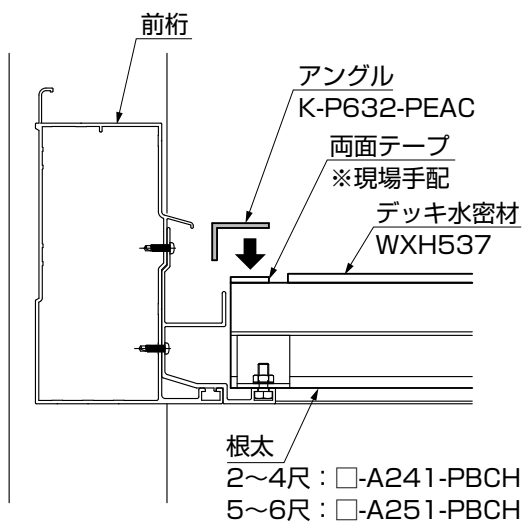 前桁
アングル
K-P632-PEAC
両面テープ
※現場手配
デッキ水密材
WXH537
根太
2～4尺：□-A241-PBCH
5～6尺：□-A251-PBCH